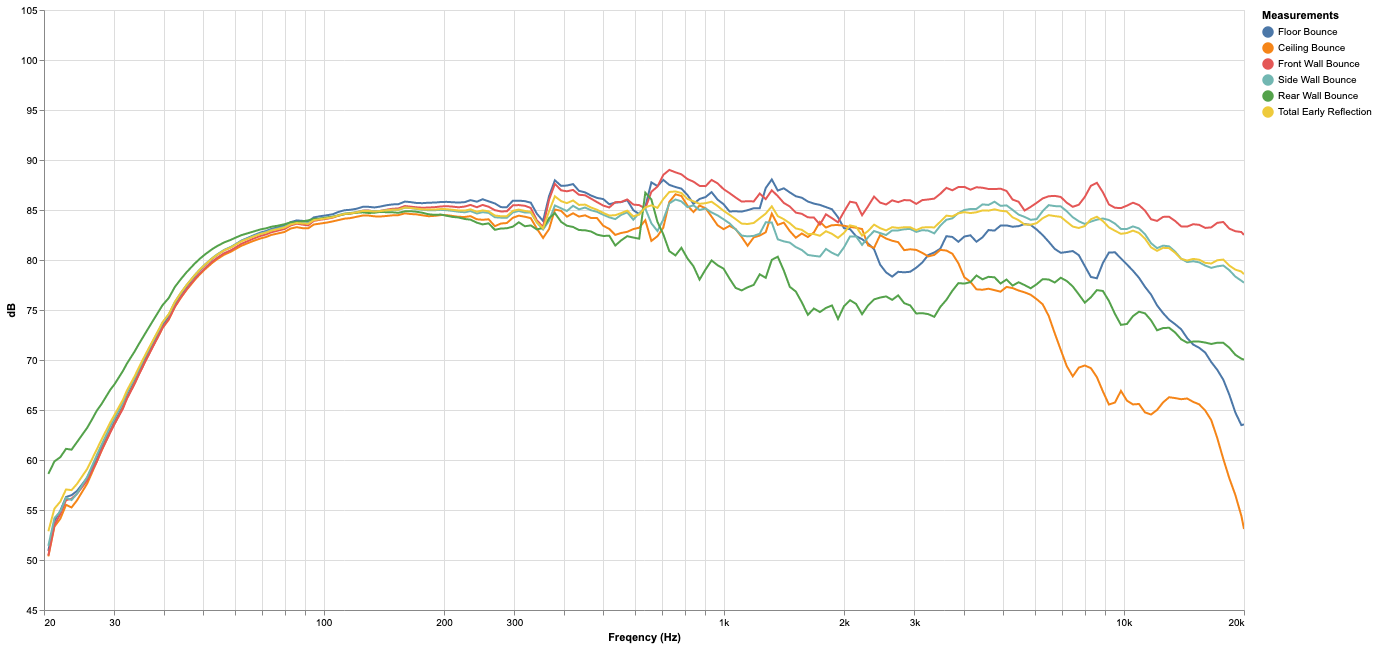 105
100
95
90
85
80
75
70
65
60
55
50
45
dB
20 30 100 200 300 1k 2k 3k 10k 20k
Freqency (Hz)
Measurements
Floor Bounce
Ceiling Bounce
Front Wall Bounce
Side Wall Bounce
Rear Wall Bounce
Total Early Reflection